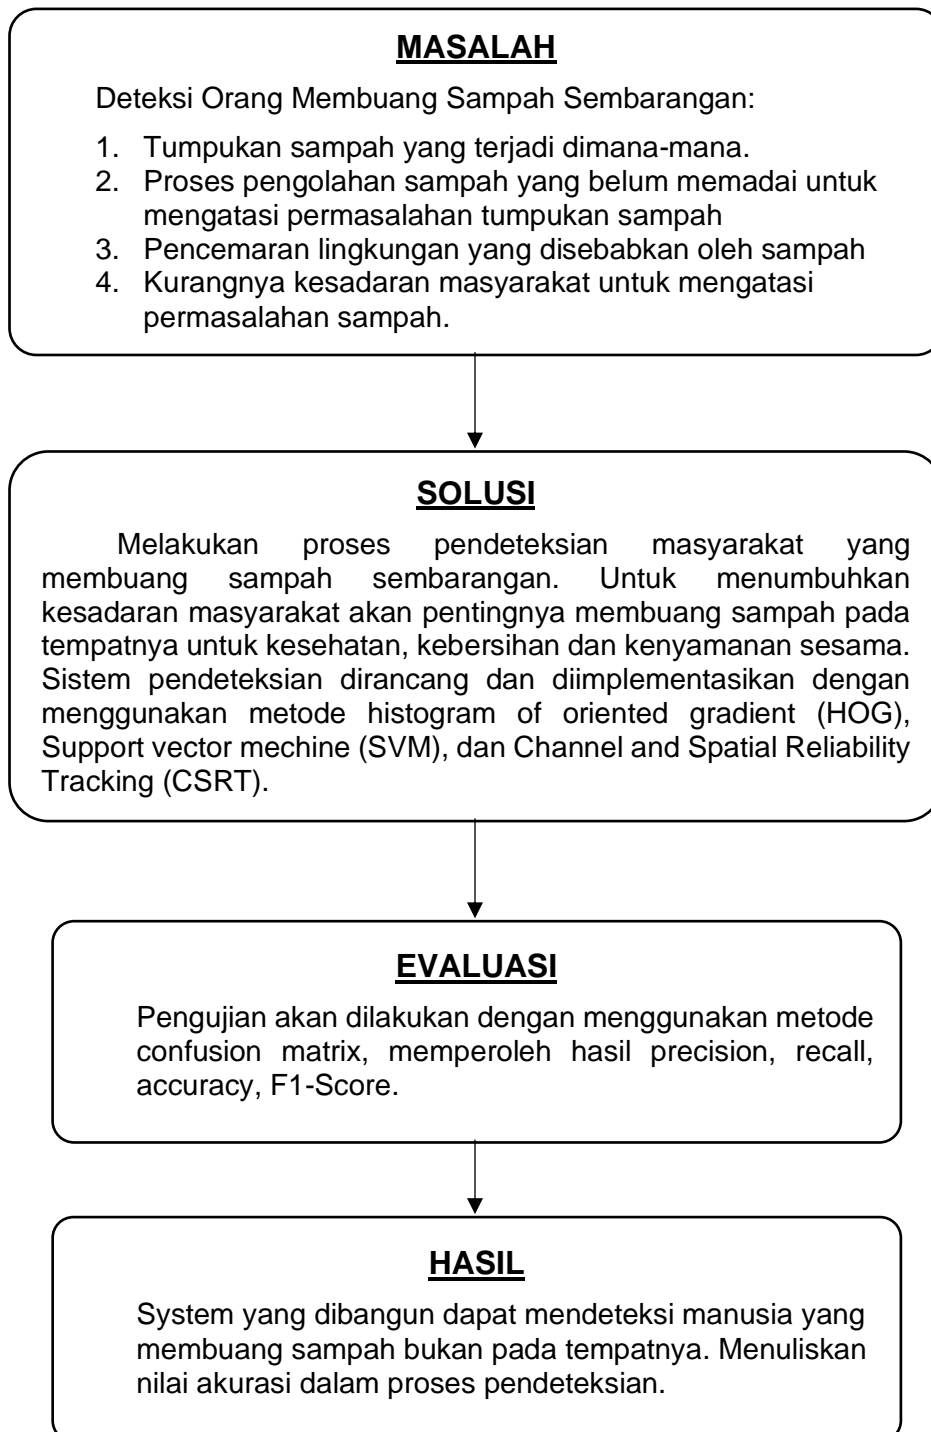 MASALAH
Deteksi Orang Membuang Sampah Sembarangan:
1. Tumpukan sampah yang terjadi dimana-mana.
2. Proses pengolahan sampah yang belum memadai untuk
mengatasi permasalahan tumpukan sampah
3. Pencemaran lingkungan yang disebabkan oleh sampah
4. Kurangnya kesadaran masyarakat untuk mengatasi
permasalahan sampah.
SOLUSI
Melakukan proses pendeteksian masyarakat yang
membuang sampah sembarangan. Untuk menumbuhkan
kesadaran masyarakat akan pentingnya membuang sampah pada
tempatnya untuk kesehatan, kebersihan dan kenyamanan sesama.
Sistem pendeteksian dirancang dan diimplementasikan dengan
menggunakan metode histogram of oriented gradient (HOG),
Support vector mechine (SVM), dan Channel and Spatial Reliability
Tracking (CSRT).
EVALUASI
Pengujian akan dilakukan dengan menggunakan metode
confusion matrix, memperoleh hasil precision, recall,
accuracy, F1-Score.
HASIL
System yang dibangun dapat mendeteksi manusia yang
membuang sampah bukan pada tempatnya. Menuliskan
nilai akurasi dalam proses pendeteksian.